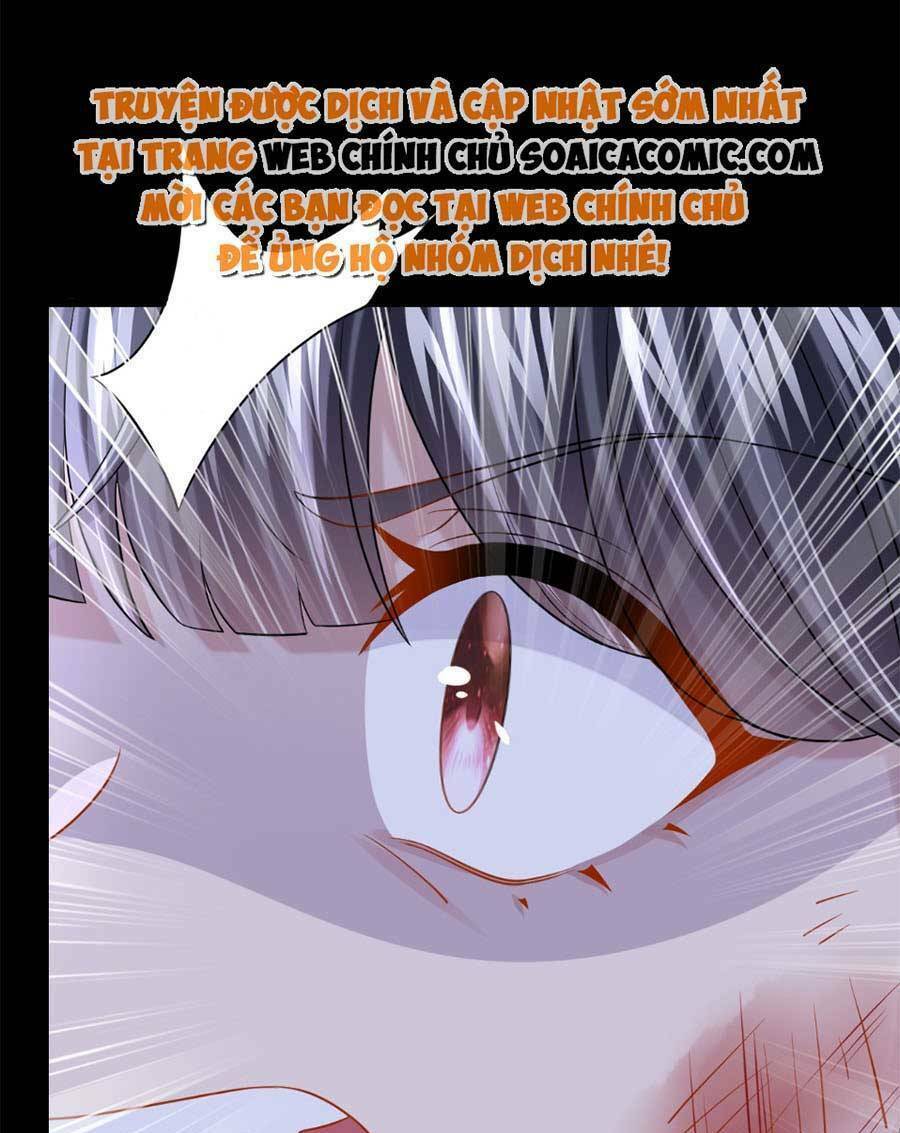 TRUYỆN ĐƯỢC DỊCH VÀ CẬP NHẬT SỚM NHẤT
TẠI TRANG WEB CHÍNH CHỦ SOAICACOMIC.COM
MỜI CÁC BẠN ĐỌC TẠI WEB CHÍNH CHỦ
ĐỂ ỦNG HỘ NHÓM DỊCH NHÉ!